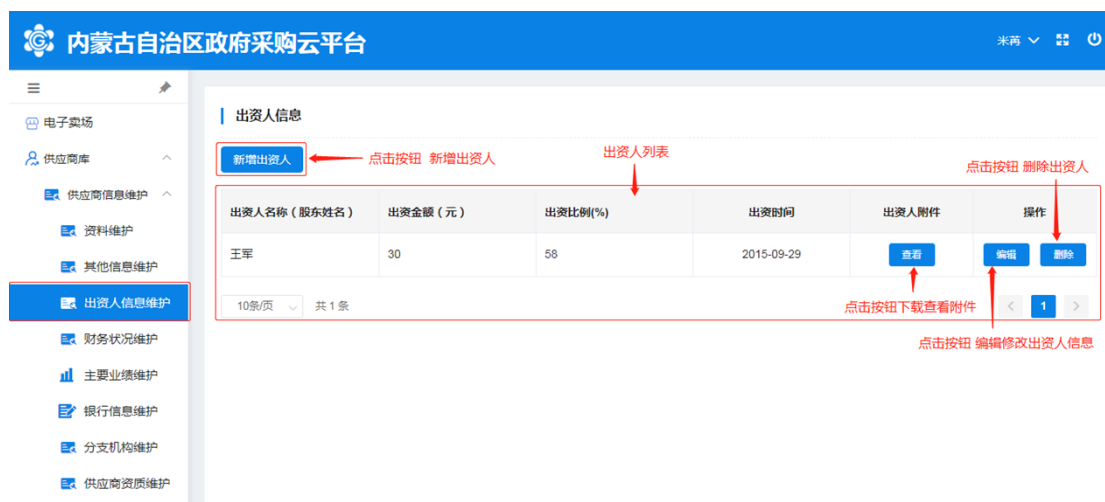 内蒙古自治区政府采购云平台
米苒
电子卖场
供应商库
供应商信息维护
资料维护
其他信息维护
出资人信息维护
财务状况维护
主要业绩维护
银行信息维护
分支机构维护
供应商资质维护
出资人信息
新增出资人
点击按钮 新增出资人
出资人列表
点击按钮 删除出资人
出资人名称（股东姓名） 出资金额（元） 出资比例(%) 出资时间 出资人附件 操作
王军 30 58 2015-09-29 查看 编辑 删除
10条/页 共 1 条
点击按钮下载查看附件
< 1 >
点击按钮 编辑修改出资人信息